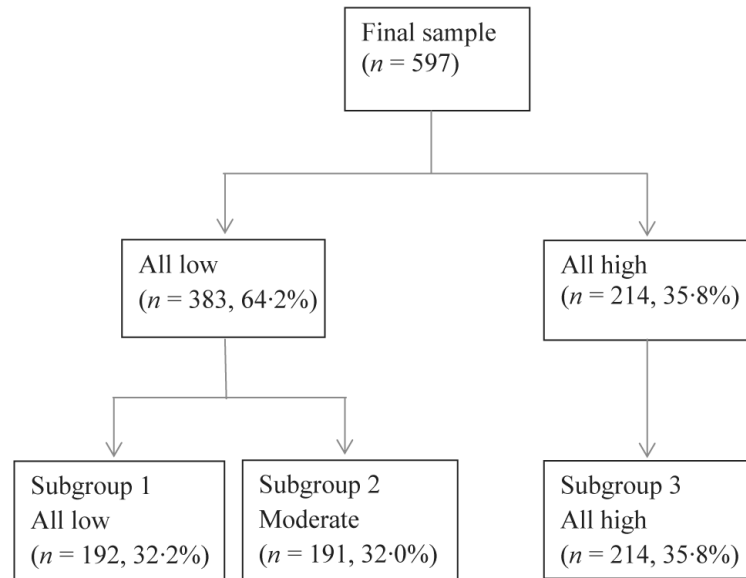 Final sample
(n = 597)
All low
(n = 383, 64·2%)
All high
(n = 214, 35·8%)
Subgroup 1
All low
(n = 192, 32·2%)
Subgroup 2
Moderate
(n = 191, 32·0%)
Subgroup 3
All high
(n = 214, 35·8%)